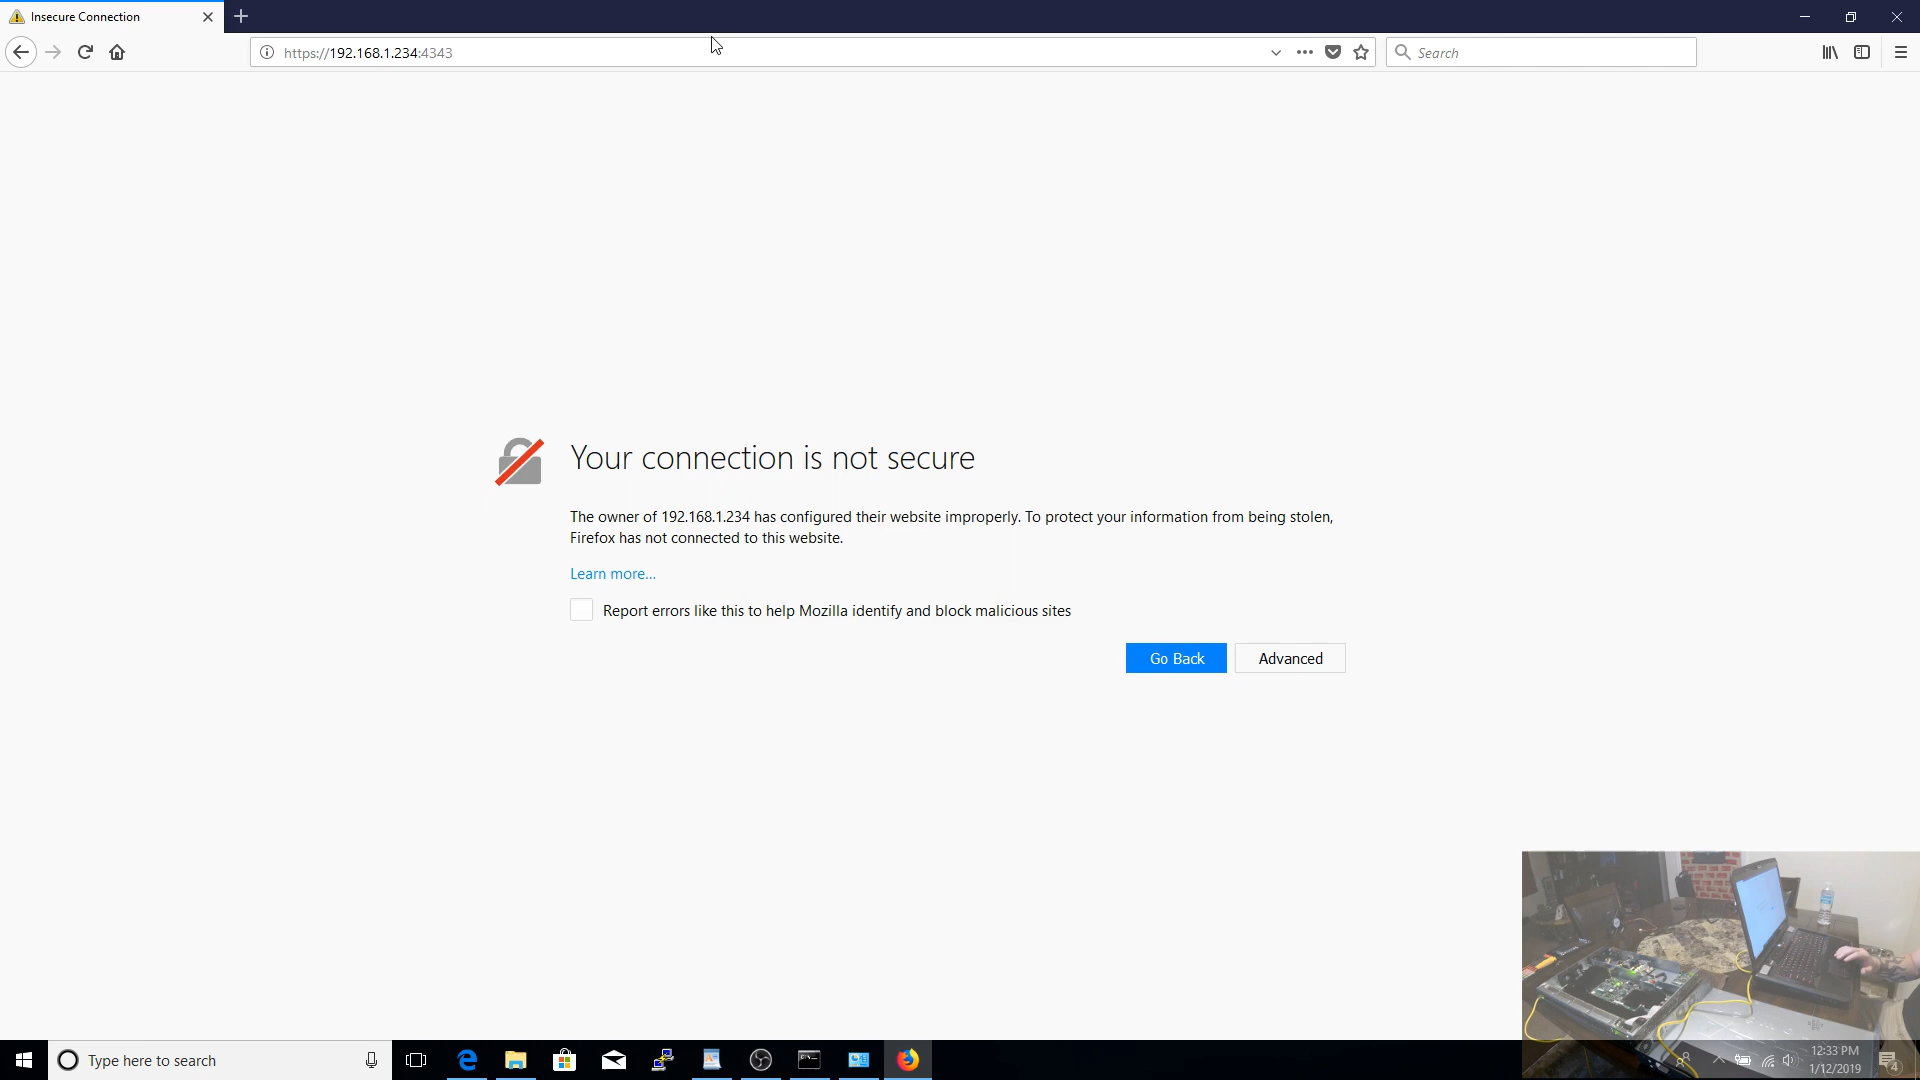 Insecure Connection
https://192.168.1.234:4343
Search
Your connection is not secure
The owner of 192.168.1.234 has configured their website improperly. To protect your information from being stolen,
Firefox has not connected to this website.
Learn more...
Report errors like this to help Mozilla identify and block malicious sites
Go Back
Advanced
Type here to search
12:33 PM
1/12/2019
4